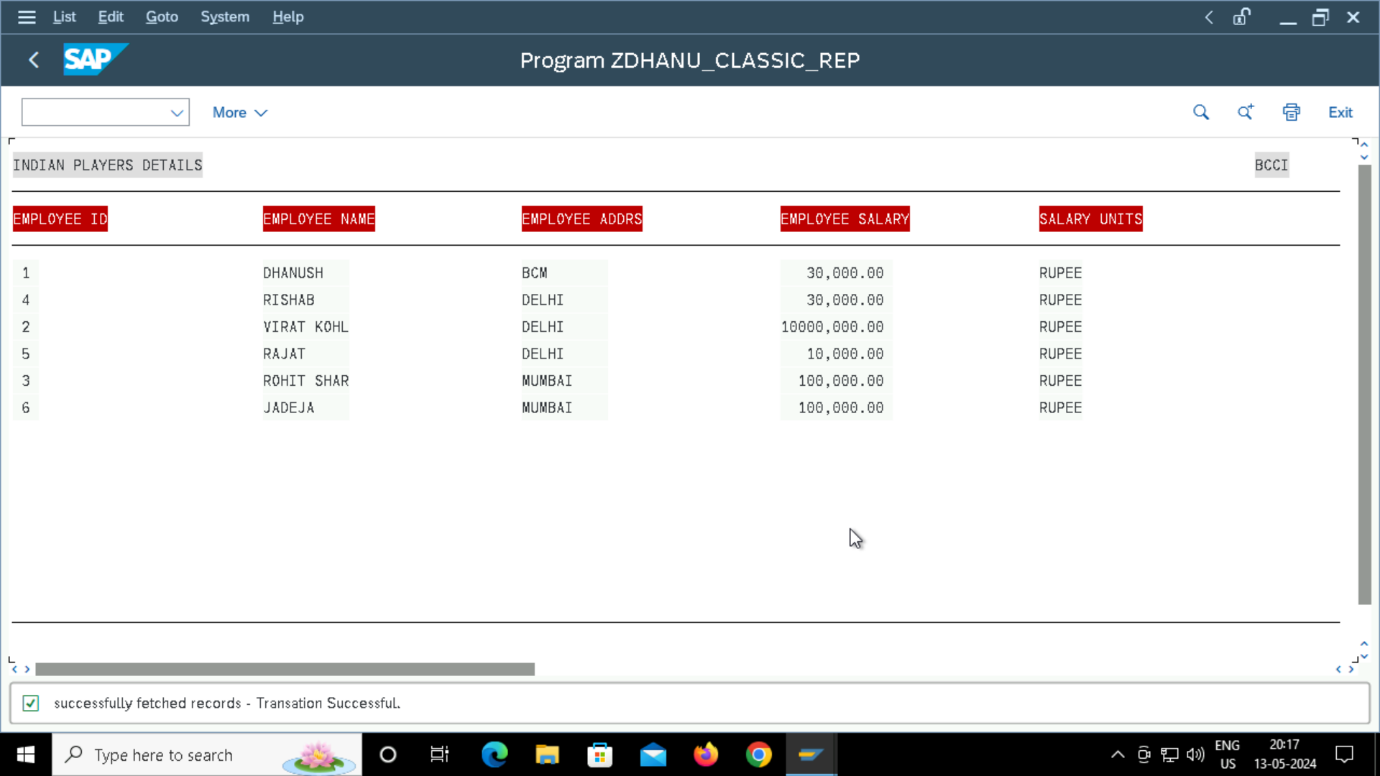 List Edit Goto System Help
SAP Program ZDHANU_CLASSIC_REP
More Exit
INDIAN PLAYERS DETAILS BCCI
EMPLOYEE ID EMPLOYEE NAME EMPLOYEE ADDRS EMPLOYEE SALARY SALARY UNITS
1 DHANUSH BCM 30,000.00 RUPEE
4 RISHAB DELHI 30,000.00 RUPEE
2 VIRAT KOHL DELHI 10000,000.00 RUPEE
5 RAJAT DELHI 10,000.00 RUPEE
3 ROHIT SHAR MUMBAI 100,000.00 RUPEE
6 JADEJA MUMBAI 100,000.00 RUPEE
successfully fetched records - Transation Successful.
Type here to search ENG 20:17
US 13-05-2024